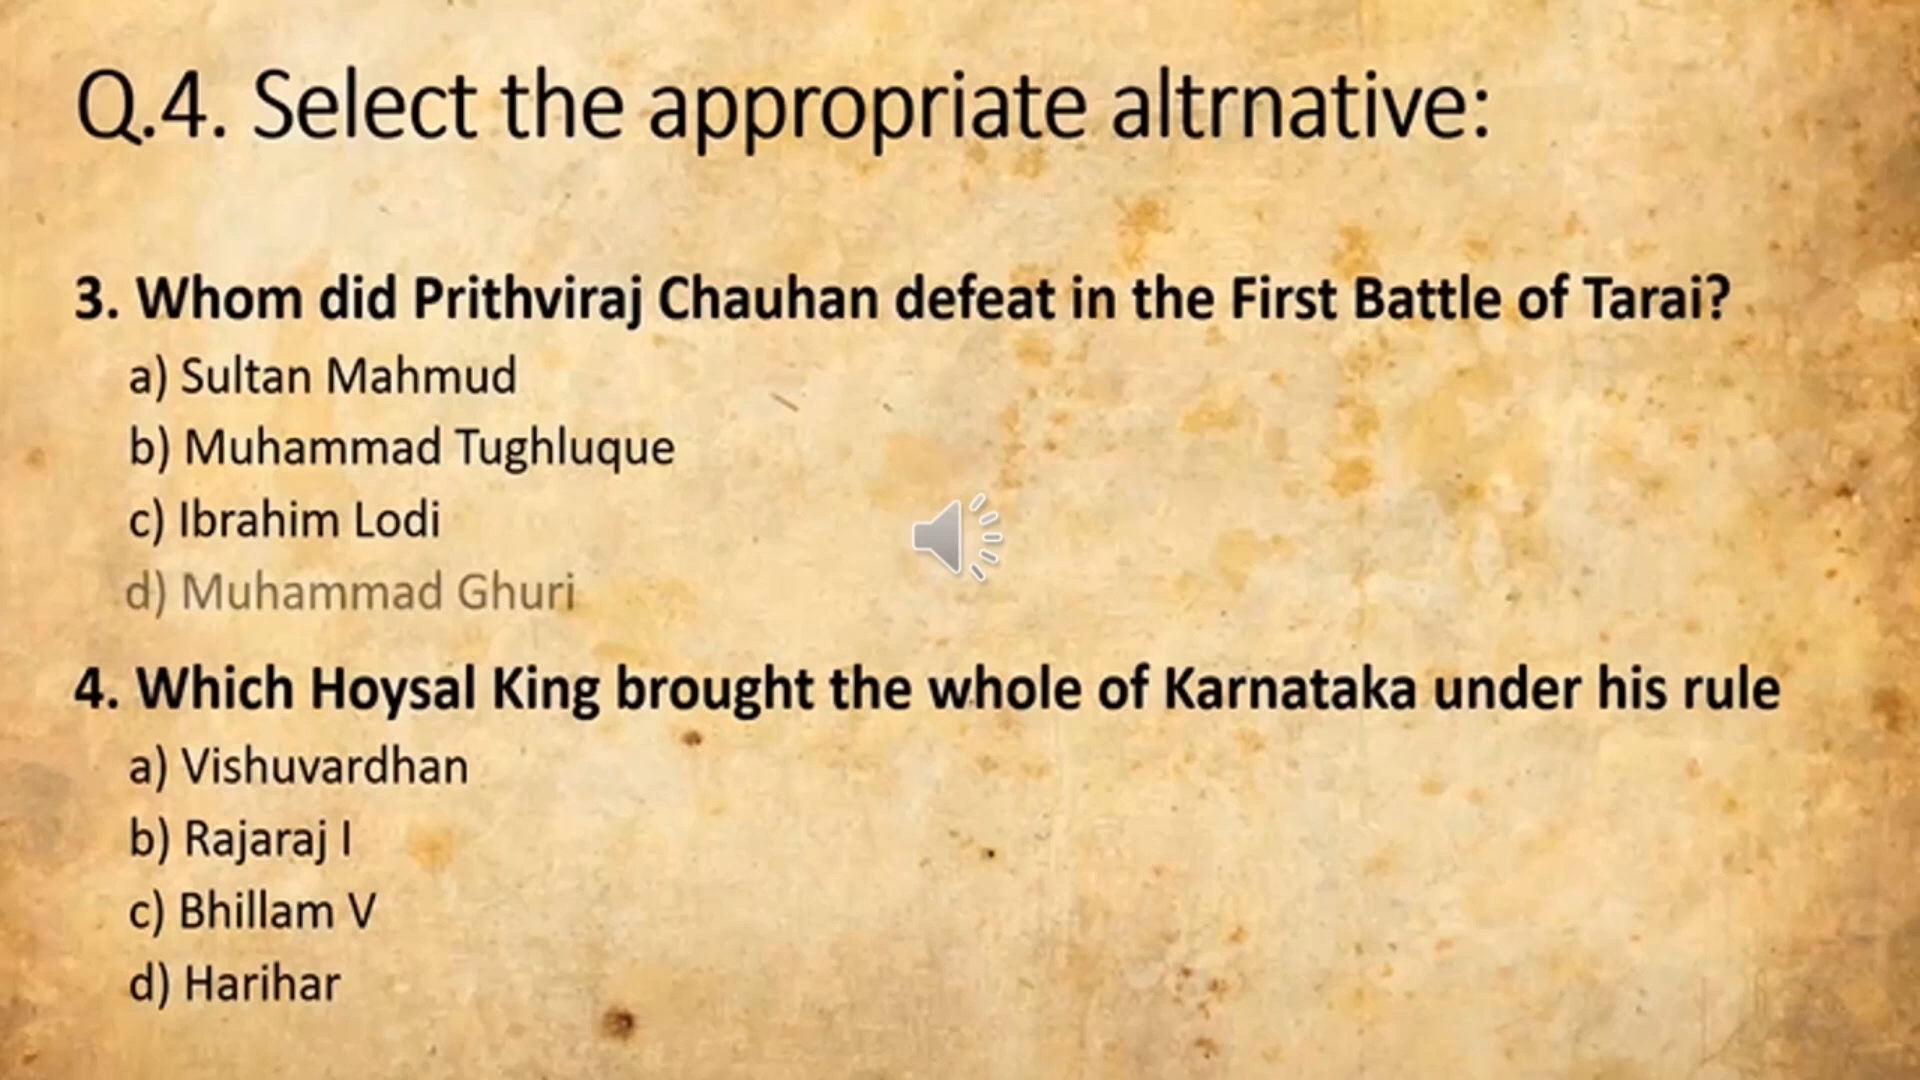 Q.4. Select the appropriate altrnative:
3. Whom did Prithviraj Chauhan defeat in the First Battle of Tarai?
a) Sultan Mahmud
b) Muhammad Tughluque
c) Ibrahim Lodi
d) Muhammad Ghuri
4. Which Hoysal King brought the whole of Karnataka under his rule
a) Vishuvardhan
b) Rajaraj I
c) Bhillam V
d) Harihar